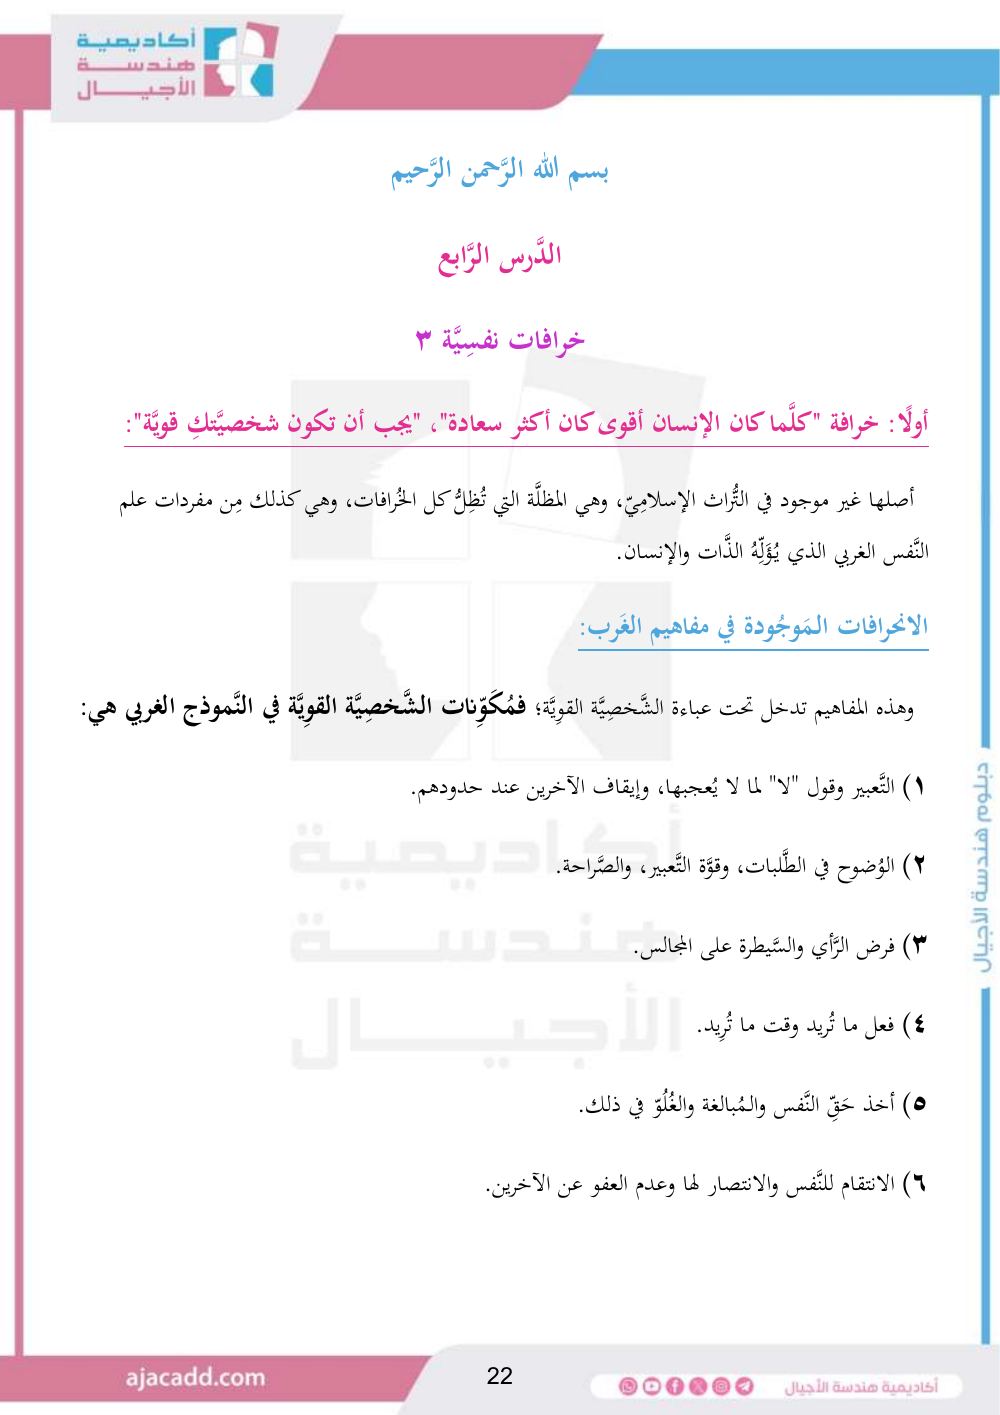 أكاديمية
هندسة
الأجيال
بسم الله الرَّحمن الرَّحيم
الدَّرس الرَّابع
خرافات نفسِيَّة ٣
أولًا: خرافة "كلَّما كان الإنسان أقوى كان أكثر سعادة"، "يجب أن تكون شخصيَّتكِ قويَّة":
أصلها غير موجود في التُّراث الإسلامِيّ، وهي المظلَّة التي تُظِلُّ كل الخُرافات، وهي كذلك مِن مفردات علم
النَّفس الغربي الذي يُؤَلِّهُ الذَّات والإنسان.
الانحرافات المَوجُودة في مفاهيم الغَرب:
وهذه المفاهيم تدخل تحت عباءة الشَّخصِيَّة القويَّة؛ فمُكَوِّنات الشَّخصِيَّة القويَّة في النَّموذج الغربي هي:
١) التَّعبير وقول "لا" لما لا يُعجبها، وإيقاف الآخرين عند حدودهم.
٢) الوُضوح في الطَّلبات، وقوَّة التَّعبير، والصَّراحة.
٣) فرض الرَّأي والسَّيطرة على المجالس.
٤) فعل ما تُريد وقت ما تُرِيد.
٥) أخذ حَقِّ النَّفس والمُبالغة والغُلُوّ في ذلك.
٦) الانتقام للنَّفس والانتصار لها وعدم العفو عن الآخرين.
أكاديمية
هندسة
الأجيال
دبلوم هندسة الأجيال
ajacadd.com
22
أكاديمية هندسة الأجيال